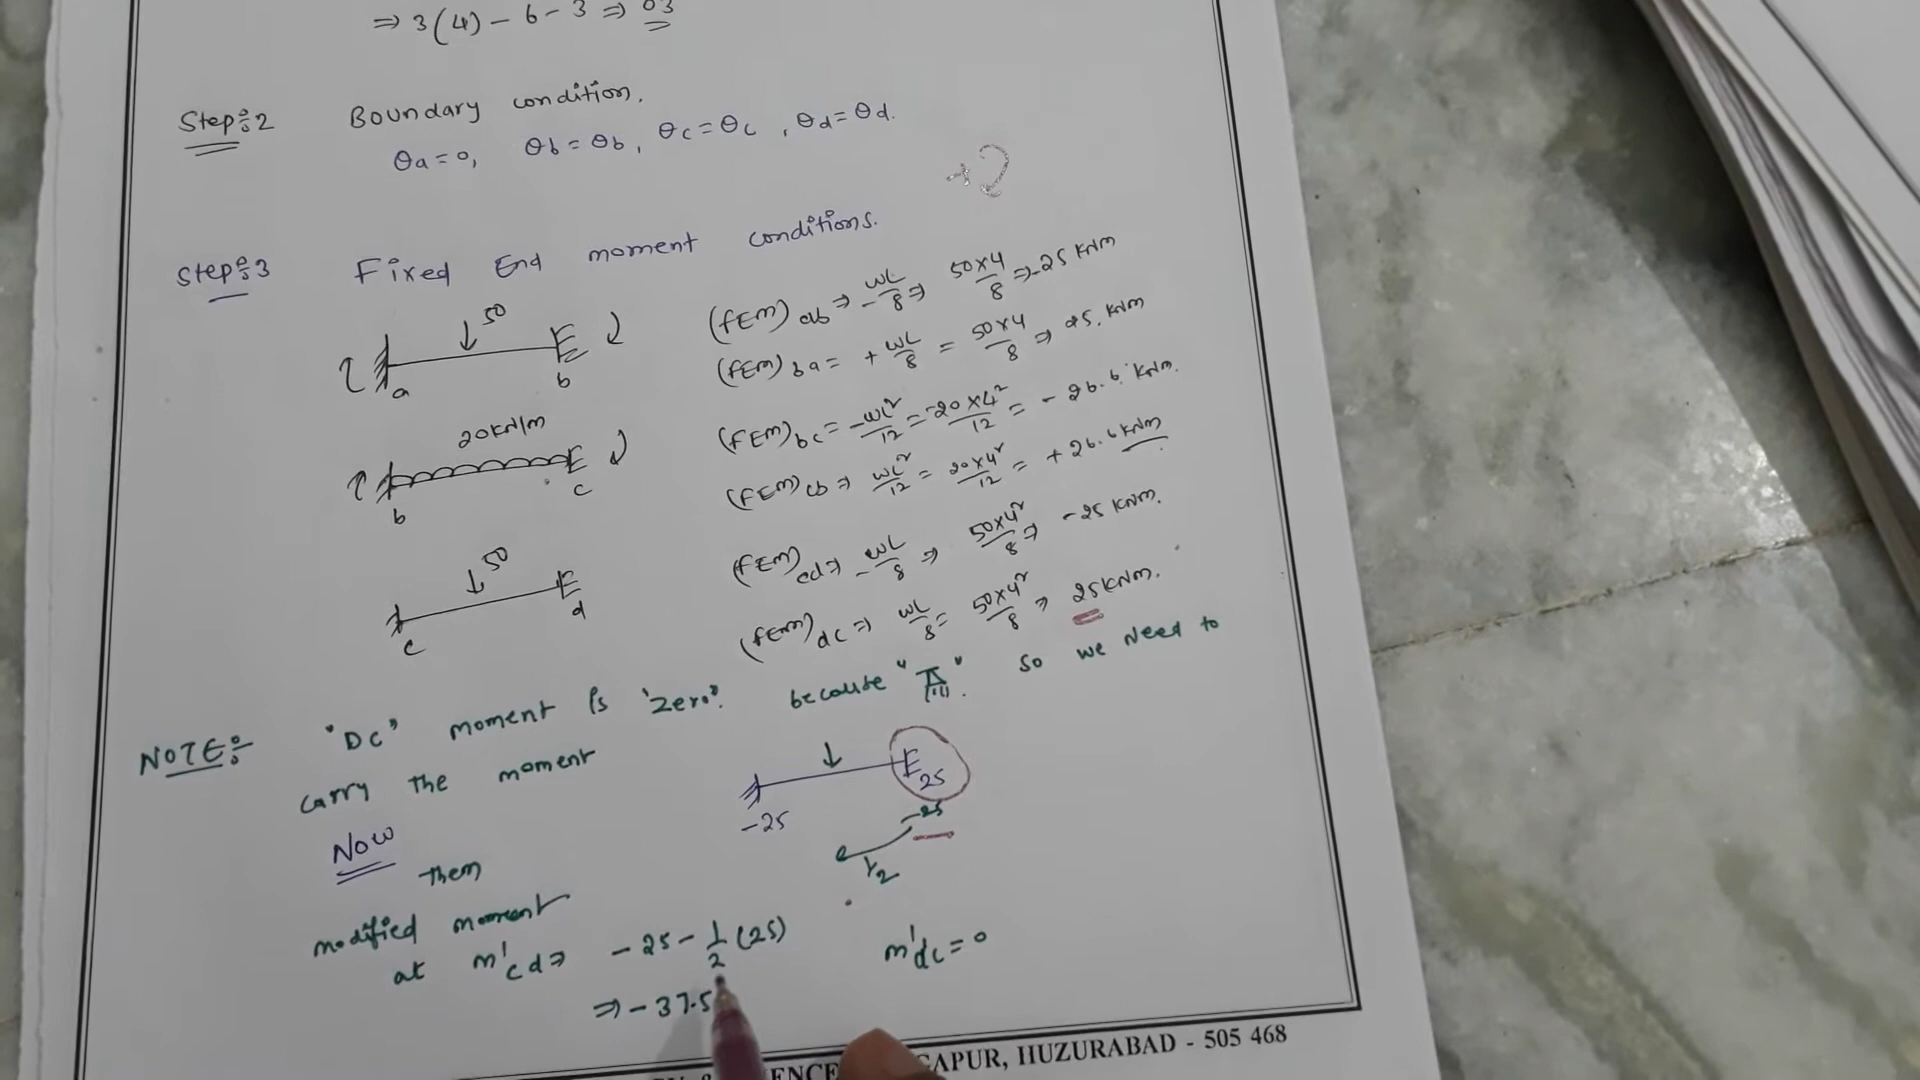 ⇒ 3(4) - 6 - 3 ⇒ 03
Step:2 Boundary condition.
θa = 0, θb = θb, θc = θc, θd = θd.
+2
Step:3 Fixed End moment conditions.
50
a b
(FEM)ab ⇒ -WL/8 ⇒ 50×4/8 ⇒ -25 KNm
(FEM)ba = +WL/8 = 50×4/8 ⇒ 25. KNm
20KN/m
b c
(FEM)bc = -WL²/12 = -20×4²/12 = -26.6 KNm.
(FEM)cb ⇒ WL²/12 = 20×4²/12 = +26.6 KNm
50
c d
(FEM)cd ⇒ -WL/8 ⇒ 50×4²/8 ⇒ -25 KNm.
(FEM)dc ⇒ WL/8 = 50×4²/8 ⇒ 25KNm.
NOTE:- "DC" moment is 'Zero'. because " ". So we need to
carry the moment
-25 25
-25
1/2
Now
them
modified moment
at m'cd ⇒ -25 - 1/2 (25) m'dc = 0
⇒ -37.5
HUZURABAD - 505 468